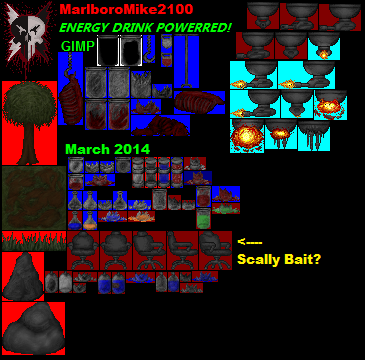 MarlboroMike2100
ENERGY DRINK POWERRED!
GIMP
March 2014
<----
Scally Bait?